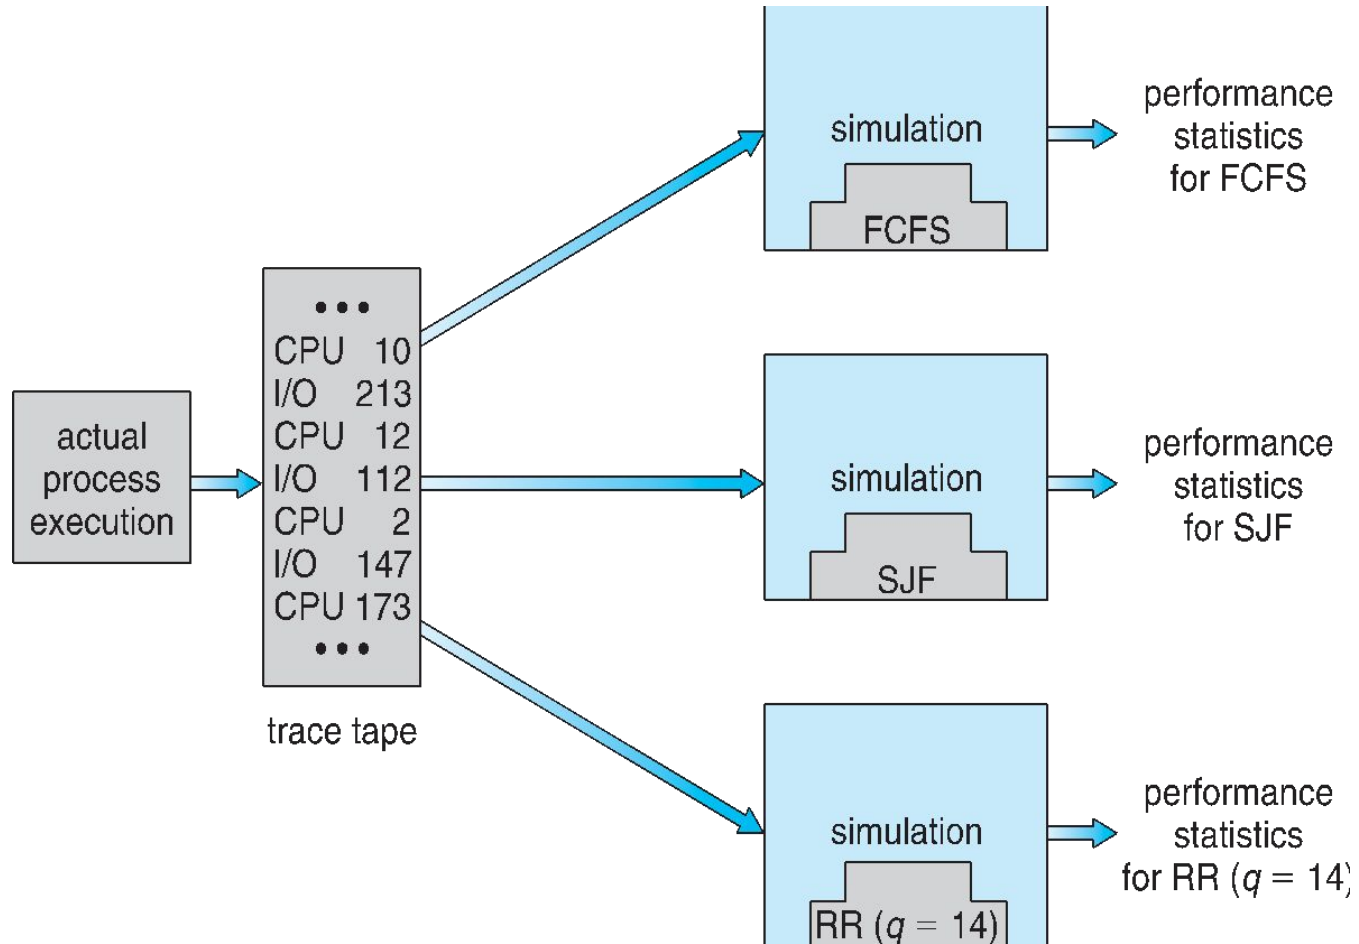 actual
process
execution
• • •
CPU 10
I/O 213
CPU 12
I/O 112
CPU 2
I/O 147
CPU 173
• • •
trace tape
simulation
FCFS
performance
statistics
for FCFS
simulation
SJF
performance
statistics
for SJF
simulation
RR (q = 14)
performance
statistics
for RR (q = 14)